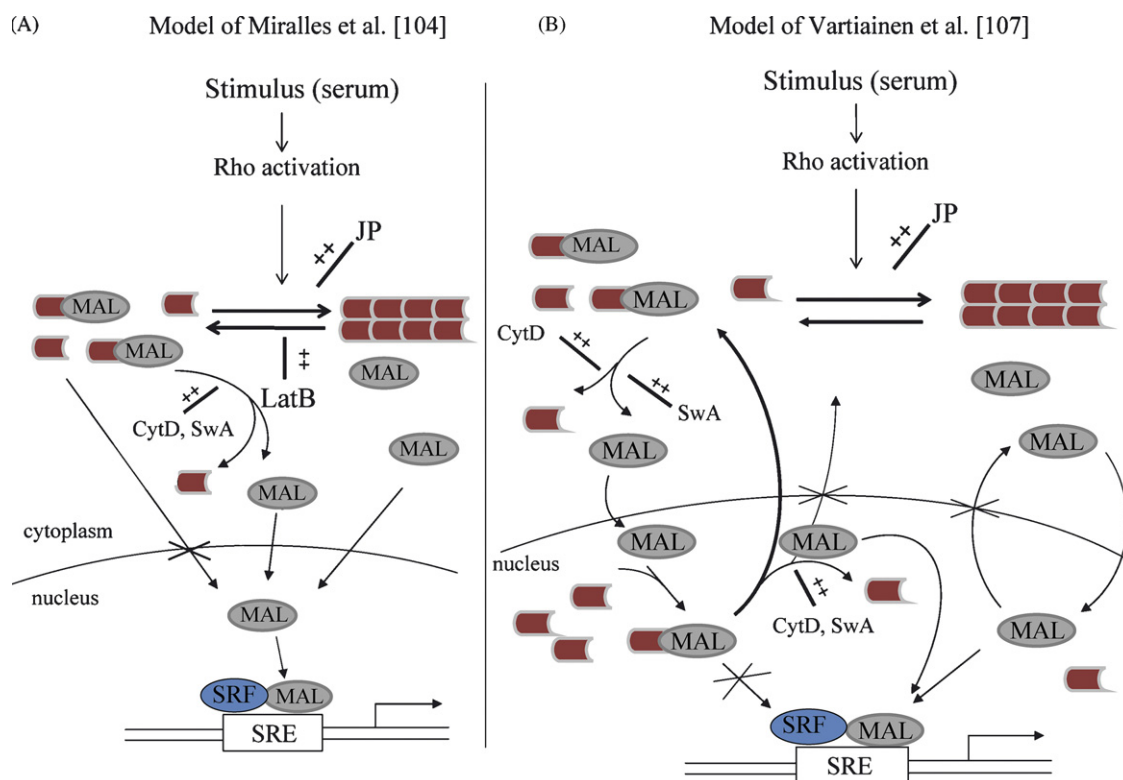 (A) Model of Miralles et al. [104]
Stimulus (serum)
Rho activation
++
JP
MAL
MAL
++
LatB
MAL
++
CytD, SwA
MAL
MAL
cytoplasm
nucleus
MAL
SRF
MAL
SRE
(B) Model of Vartiainen et al. [107]
Stimulus (serum)
Rho activation
++
JP
MAL
MAL
CytD
++
++
SwA
MAL
MAL
MAL
nucleus
MAL
MAL
++
CytD, SwA
MAL
MAL
SRF
MAL
SRE